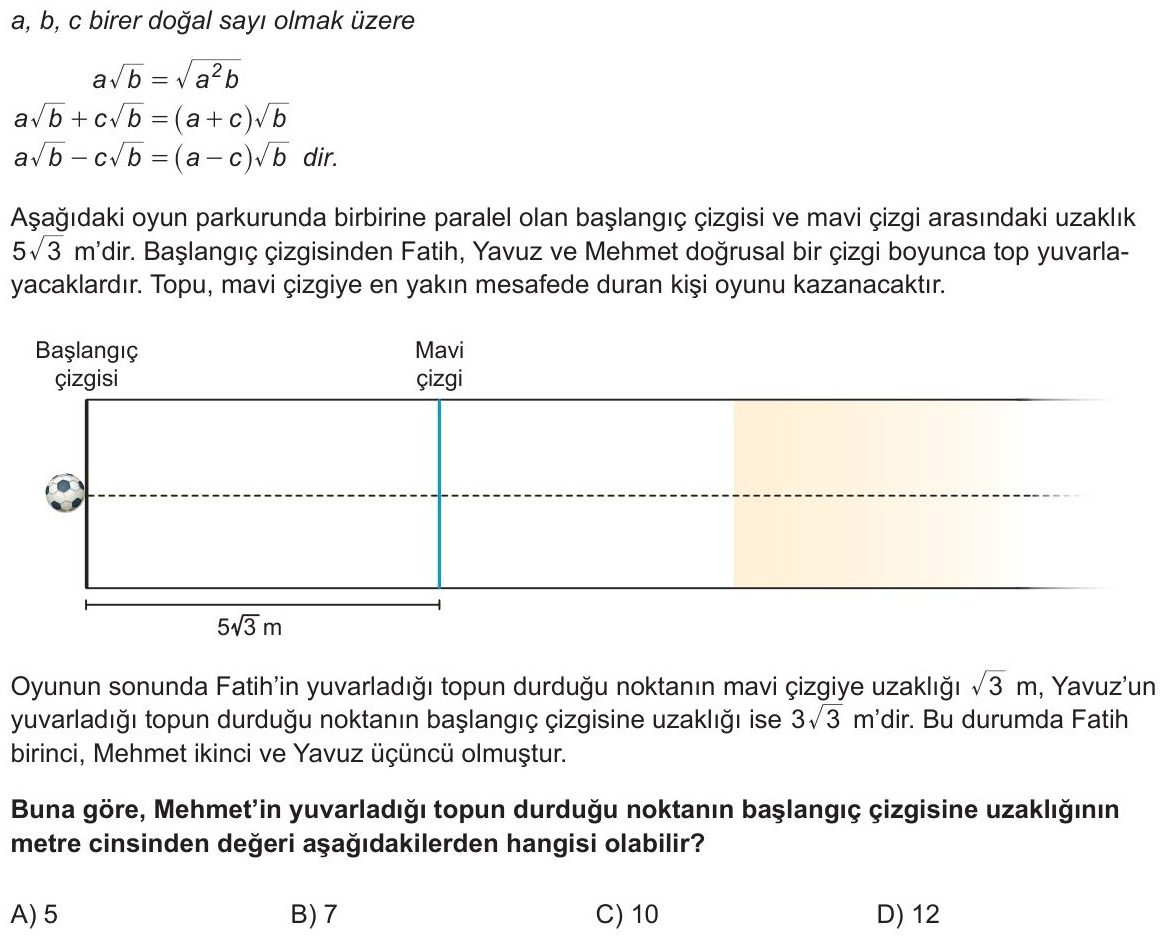 a, b, c birer doğal sayı olmak üzere
a√b = √a²b
a√b + c√b = (a + c)√b
a√b – c√b = (a – c)√b dir.
Aşağıdaki oyun parkurunda birbirine paralel olan başlangıç çizgisi ve mavi çizgi arasındaki uzaklık
5√3 m’dir. Başlangıç çizgisinden Fatih, Yavuz ve Mehmet doğrusal bir çizgi boyunca top yuvarla-
yacaklardır. Topu, mavi çizgiye en yakın mesafede duran kişi oyunu kazanacaktır.
Başlangıç
çizgisi
Mavi
çizgi
5√3 m
Oyunun sonunda Fatih’in yuvarladığı topun durduğu noktanın mavi çizgiye uzaklığı √3 m, Yavuz’un
yuvarladığı topun durduğu noktanın başlangıç çizgisine uzaklığı ise 3√3 m’dir. Bu durumda Fatih
birinci, Mehmet ikinci ve Yavuz üçüncü olmuştur.
Buna göre, Mehmet’in yuvarladığı topun durduğu noktanın başlangıç çizgisine uzaklığının
metre cinsinden değeri aşağıdakilerden hangisi olabilir?
A) 5 B) 7 C) 10 D) 12